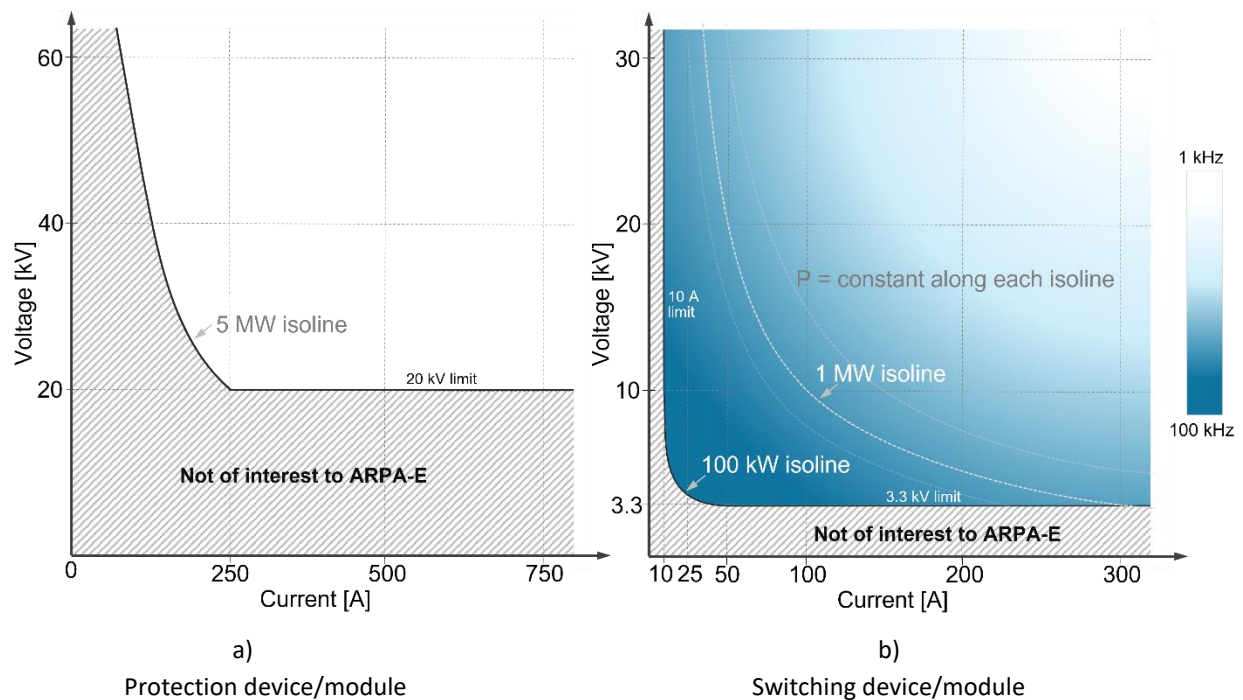 60
40
20
0
250
500
750
Voltage [kV]
Current [A]
5 MW isoline
20 kV limit
Not of interest to ARPA-E
a)
Protection device/module
30
20
10
3.3
10
25
50
100
200
300
Voltage [kV]
Current [A]
10 A
limit
P = constant along each isoline
1 MW isoline
100 kW isoline
3.3 kV limit
Not of interest to ARPA-E
1 kHz
100 kHz
b)
Switching device/module